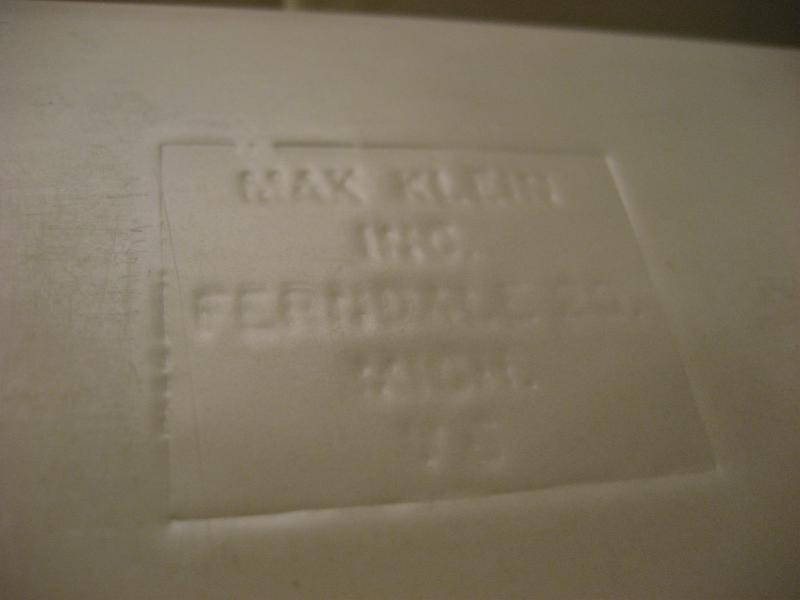 MAX KLEIN
INC.
FERNDALE
MICH.